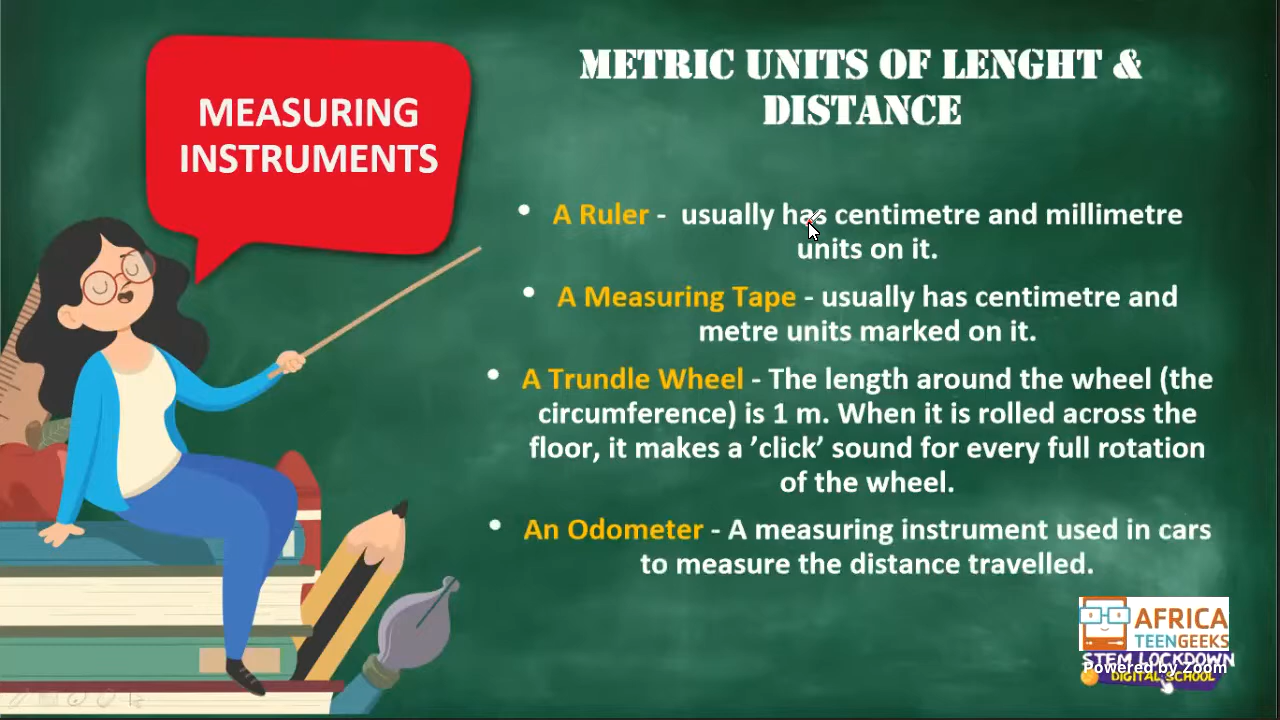 MEASURING
INSTRUMENTS
METRIC UNITS OF LENGHT &
DISTANCE
• A Ruler - usually has centimetre and millimetre
units on it.
• A Measuring Tape - usually has centimetre and
metre units marked on it.
• A Trundle Wheel - The length around the wheel (the
circumference) is 1 m. When it is rolled across the
floor, it makes a ’click’ sound for every full rotation
of the wheel.
• An Odometer - A measuring instrument used in cars
to measure the distance travelled.
AFRICA
TEENGEEKS
STEM LOCKDOWN
Powered by Zoom
DIGITAL SCHOOL